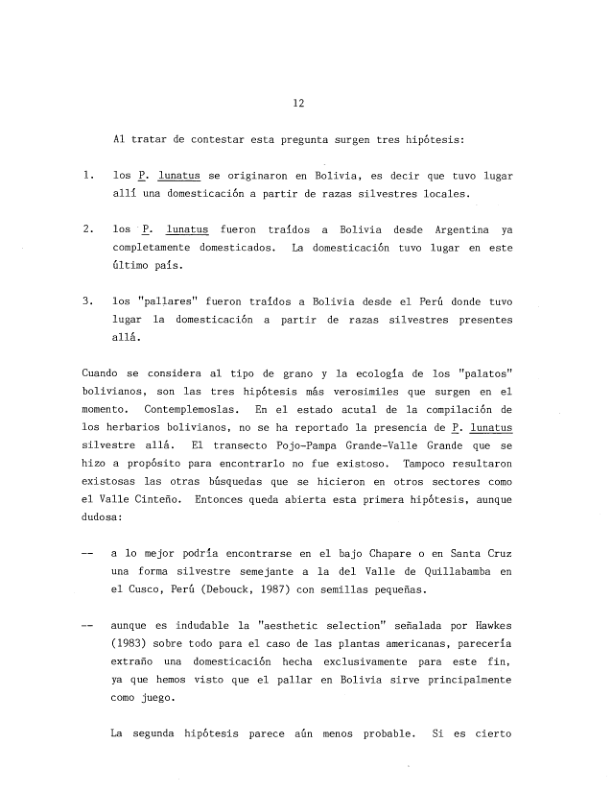 12
Al tratar de contestar esta pregunta surgen tres hipótesis:
1. los P. lunatus se originaron en Bolivia, es decir que tuvo lugar
allí una domesticación a partir de razas silvestres locales.
2. los P. lunatus fueron traídos a Bolivia desde Argentina ya
completamente domesticados. La domesticación tuvo lugar en este
último país.
3. los "pallares" fueron traídos a Bolivia desde el Perú donde tuvo
lugar la domesticación a partir de razas silvestres presentes
allá.
Cuando se considera al tipo de grano y la ecología de los "palatos"
bolivianos, son las tres hipótesis más verosimiles que surgen en el
momento. Contemplemoslas. En el estado acutal de la compilación de
los herbarios bolivianos, no se ha reportado la presencia de P. lunatus
silvestre allá. El transecto Pojo-Pampa Grande-Valle Grande que se
hizo a propósito para encontrarlo no fue existoso. Tampoco resultaron
existosas las otras búsquedas que se hicieron en otros sectores como
el Valle Cinteño. Entonces queda abierta esta primera hipótesis, aunque
dudosa:
-- a lo mejor podría encontrarse en el bajo Chapare o en Santa Cruz
una forma silvestre semejante a la del Valle de Quillabamba en
el Cusco, Perú (Debouck, 1987) con semillas pequeñas.
-- aunque es indudable la "aesthetic selection" señalada por Hawkes
(1983) sobre todo para el caso de las plantas americanas, parecería
extraño una domesticación hecha exclusivamente para este fin,
ya que hemos visto que el pallar en Bolivia sirve principalmente
como juego.
La segunda hipótesis parece aún menos probable. Si es cierto